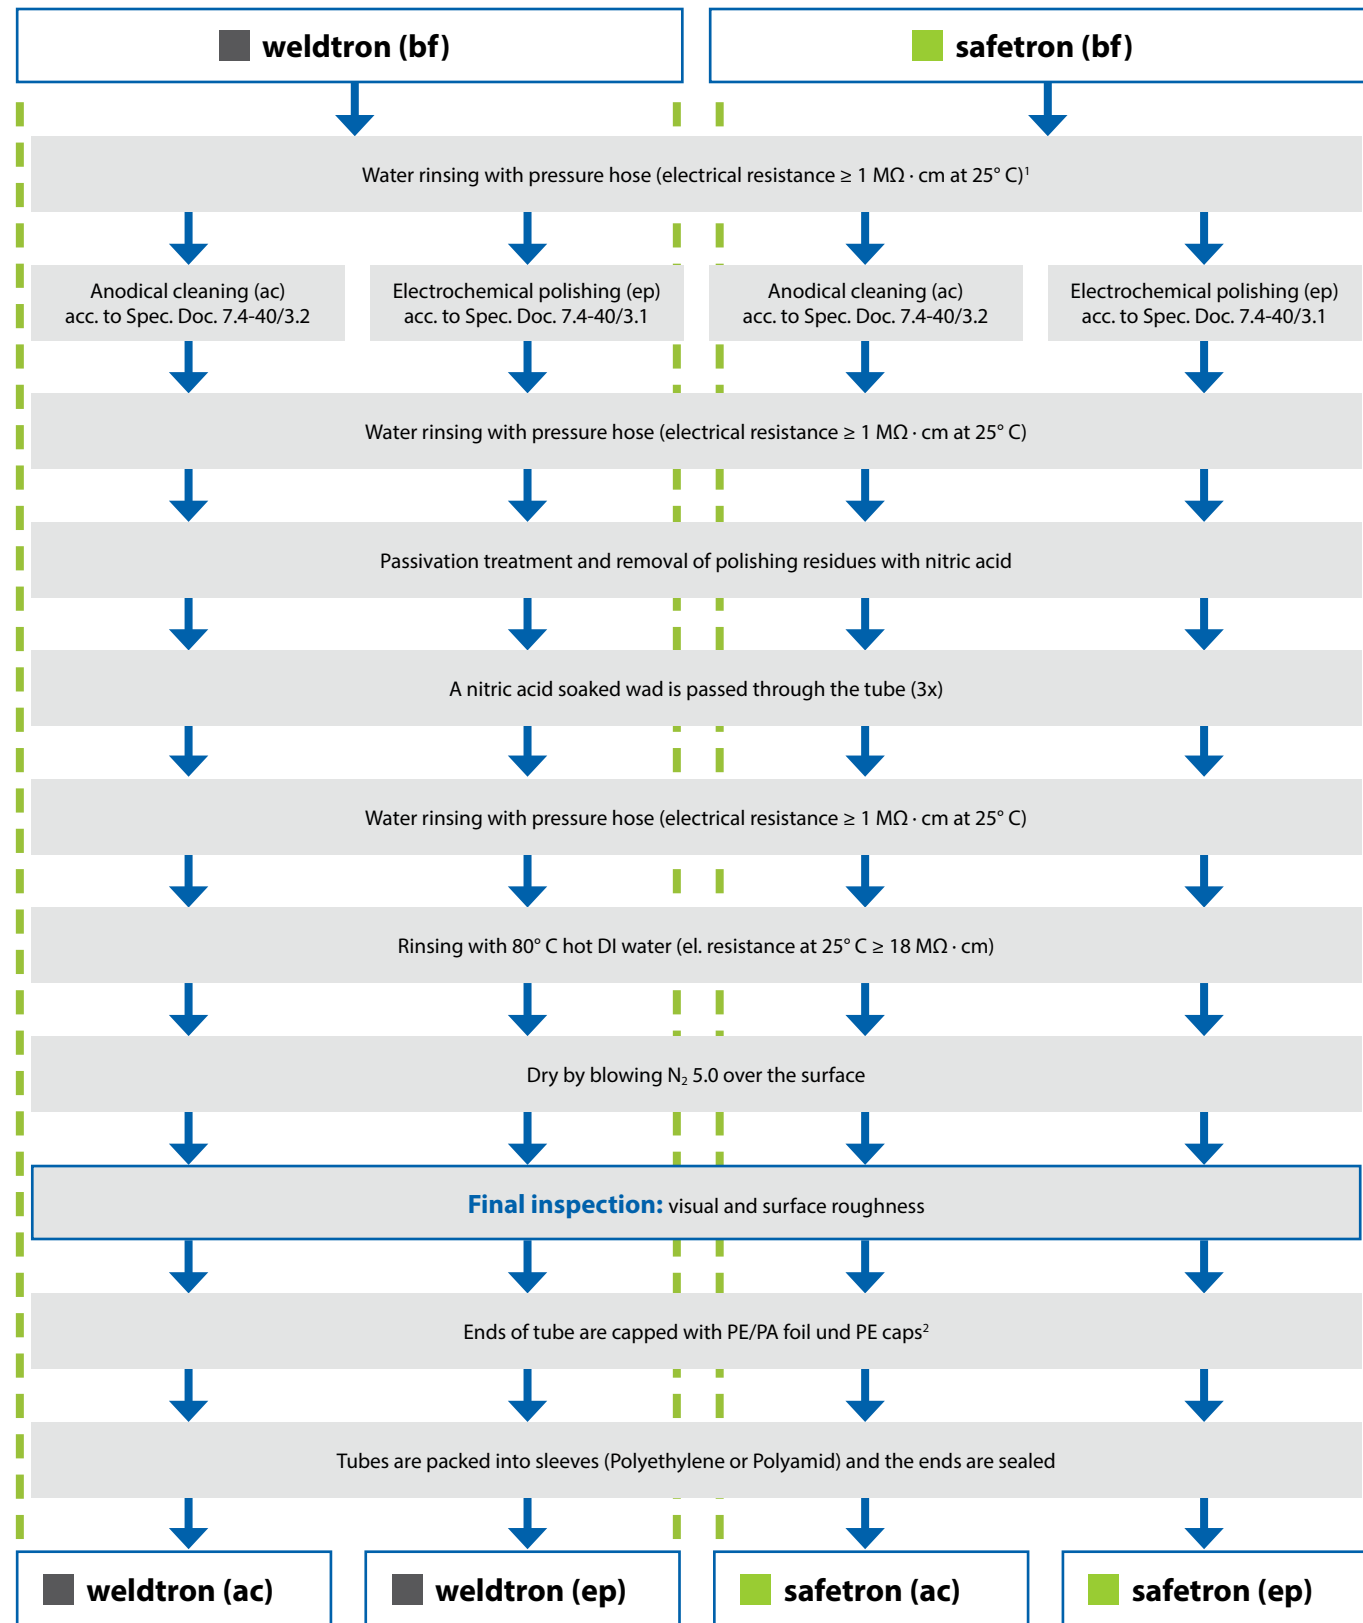 weldtron (bf)
safetron (bf)
Water rinsing with pressure hose (electrical resistance ≥ 1 MΩ · cm at 25° C)¹
Anodical cleaning (ac)
acc. to Spec. Doc. 7.4-40/3.2
Electrochemical polishing (ep)
acc. to Spec. Doc. 7.4-40/3.1
Anodical cleaning (ac)
acc. to Spec. Doc. 7.4-40/3.2
Electrochemical polishing (ep)
acc. to Spec. Doc. 7.4-40/3.1
Water rinsing with pressure hose (electrical resistance ≥ 1 MΩ · cm at 25° C)
Passivation treatment and removal of polishing residues with nitric acid
A nitric acid soaked wad is passed through the tube (3x)
Water rinsing with pressure hose (electrical resistance ≥ 1 MΩ · cm at 25° C)
Rinsing with 80° C hot DI water (el. resistance at 25° C ≥ 18 MΩ · cm)
Dry by blowing N₂ 5.0 over the surface
Final inspection: visual and surface roughness
Ends of tube are capped with PE/PA foil und PE caps²
Tubes are packed into sleeves (Polyethylene or Polyamid) and the ends are sealed
weldtron (ac)
weldtron (ep)
safetron (ac)
safetron (ep)